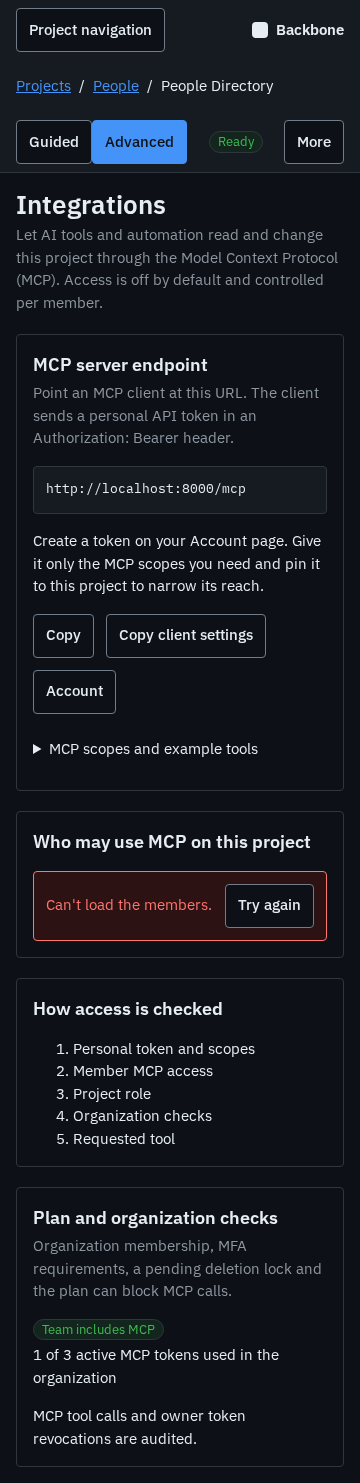 Project navigation
Backbone
Projects / People / People Directory
Guided
Advanced
Ready
More
Integrations
Let AI tools and automation read and change
this project through the Model Context Protocol
(MCP). Access is off by default and controlled
per member.
MCP server endpoint
Point an MCP client at this URL. The client
sends a personal API token in an
Authorization: Bearer header.
http://localhost:8000/mcp
Create a token on your Account page. Give
it only the MCP scopes you need and pin it
to this project to narrow its reach.
Copy
Copy client settings
Account
MCP scopes and example tools
Who may use MCP on this project
Can't load the members.
Try again
How access is checked
1. Personal token and scopes
2. Member MCP access
3. Project role
4. Organization checks
5. Requested tool
Plan and organization checks
Organization membership, MFA
requirements, a pending deletion lock and
the plan can block MCP calls.
Team includes MCP
1 of 3 active MCP tokens used in the
organization
MCP tool calls and owner token
revocations are audited.